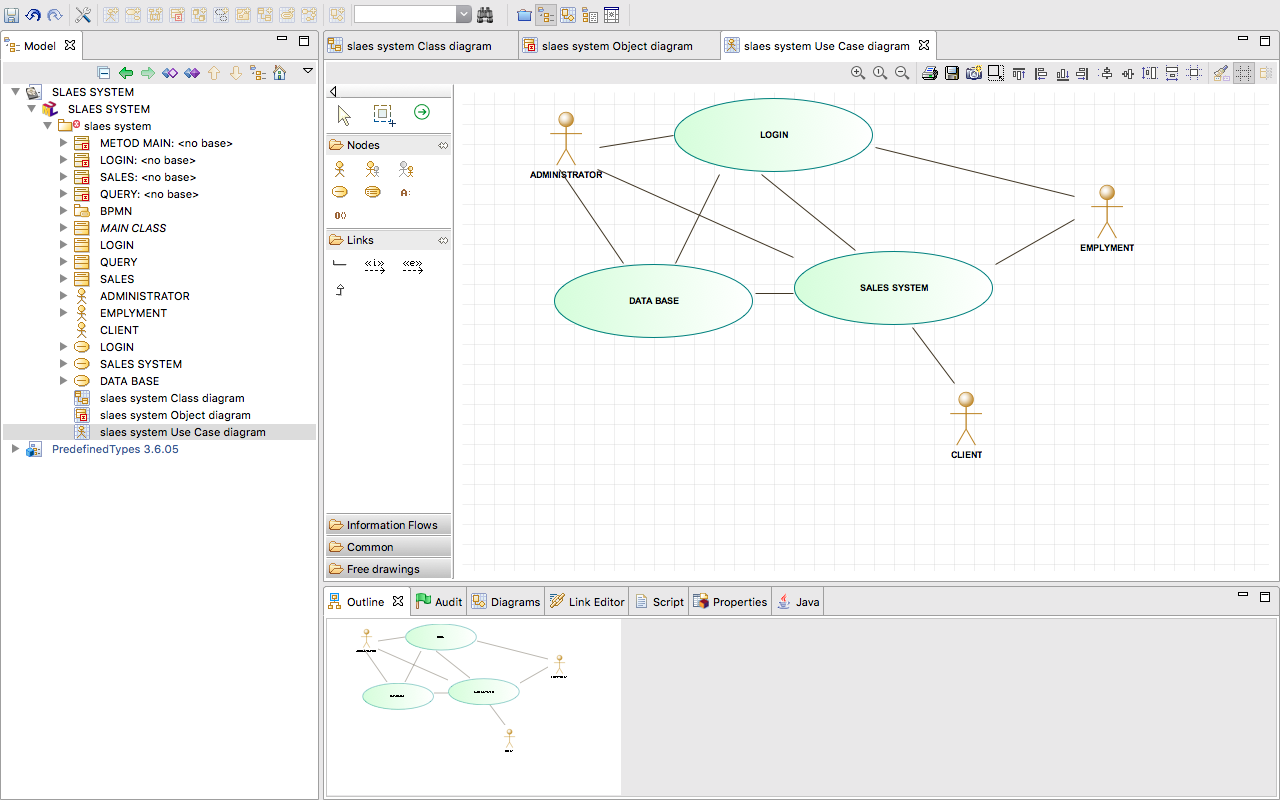 slaes system Class diagram
slaes system Object diagram
slaes system Use Case diagram
Model
SLAES SYSTEM
SLAES SYSTEM
slaes system
METOD MAIN: <no base>
LOGIN: <no base>
SALES: <no base>
QUERY: <no base>
BPMN
MAIN CLASS
LOGIN
QUERY
SALES
ADMINISTRATOR
EMPLYMENT
CLIENT
LOGIN
SALES SYSTEM
DATA BASE
slaes system Class diagram
slaes system Object diagram
slaes system Use Case diagram
PredefinedTypes 3.6.05
Nodes
A:
0()
Links
«i»
«e»
Information Flows
Common
Free drawings
LOGIN
ADMINISTRATOR
EMPLYMENT
DATA BASE
SALES SYSTEM
CLIENT
Outline
Audit
Diagrams
Link Editor
Script
Properties
Java